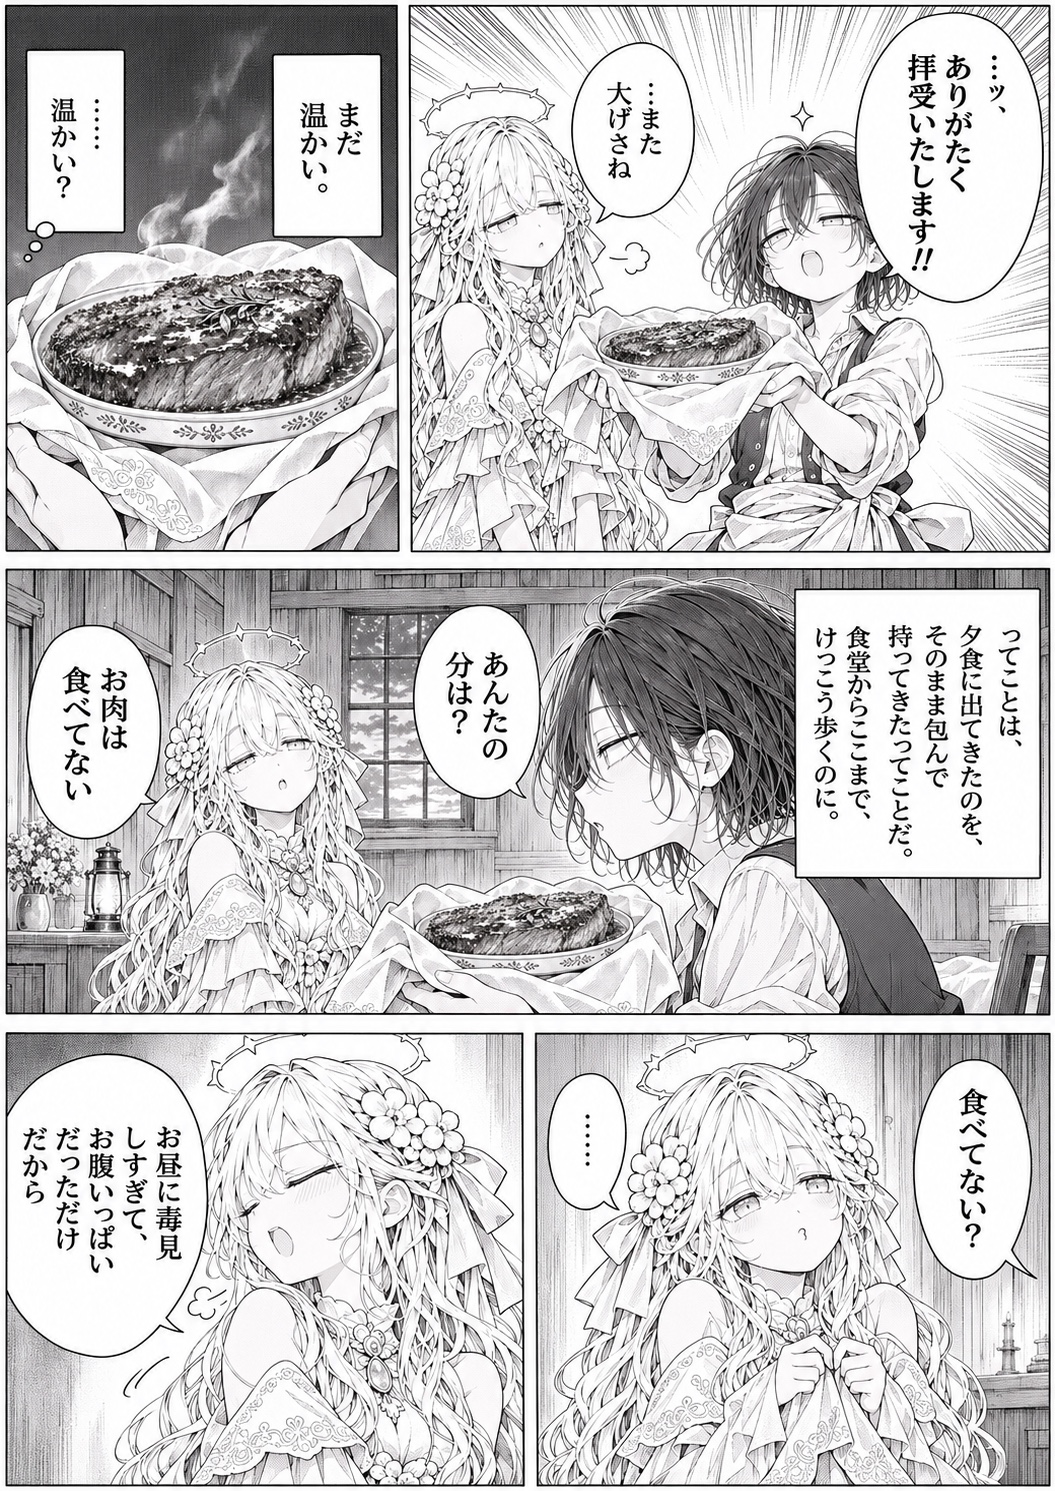 …ッ、
ありがたく
拝受いたします!!
…また
大げさね
まだ
温かい。
……
温かい？
ってことは、
夕食に出てきたのを、
そのまま包んで
持ってきたってことだ。
食堂からここまで、
けっこう歩くのに。
あんたの
分は？
お肉は
食べてない
食べてない？
……
お昼に毒見
しすぎて、
お腹いっぱい
だっただけ
だから